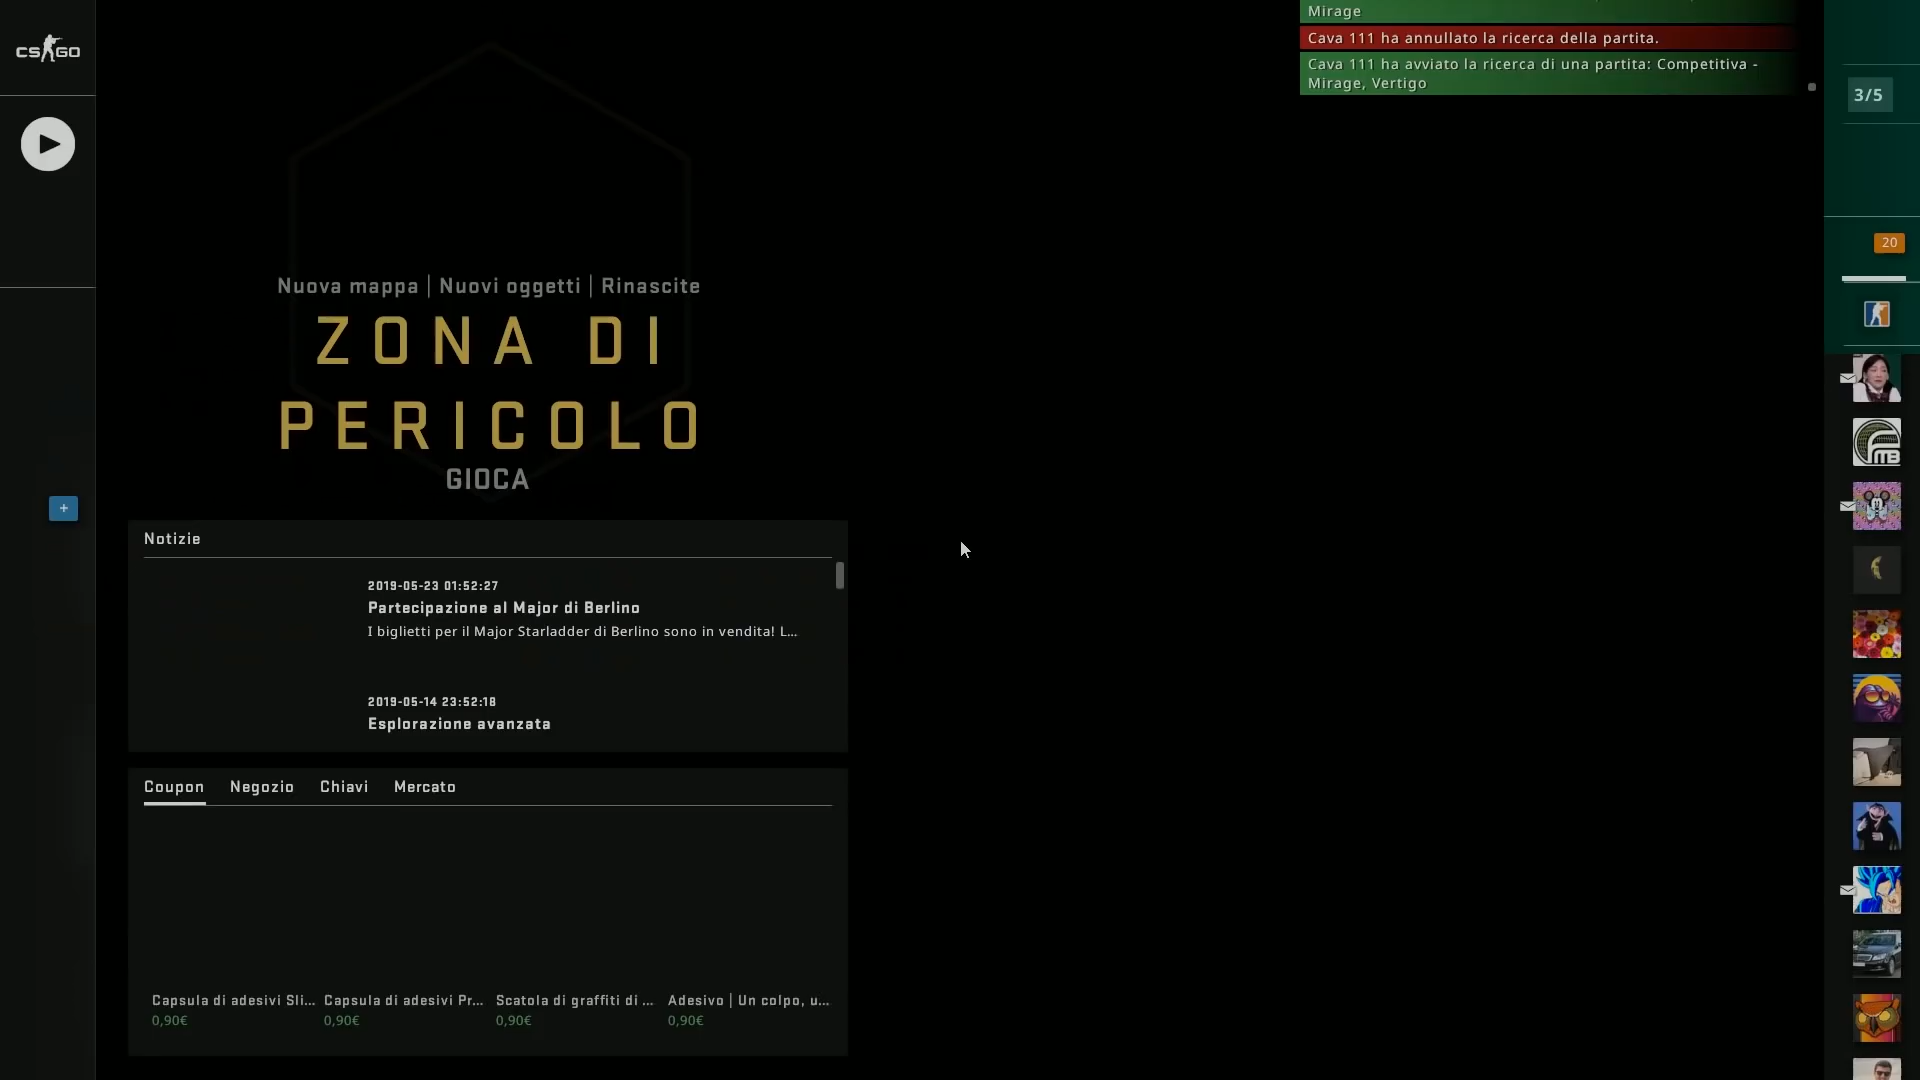 CS GO
Mirage
Cava 111 ha annullato la ricerca della partita.
Cava 111 ha avviato la ricerca di una partita: Competitiva -
Mirage, Vertigo
3/5
20
Nuova mappa | Nuovi oggetti | Rinascite
ZONA DI
PERICOLO
GIOCA
+
Notizie
2019-05-23 01:52:27
Partecipazione al Major di Berlino
I biglietti per il Major Starladder di Berlino sono in vendita! L...
2019-05-14 23:52:18
Esplorazione avanzata
Coupon Negozio Chiavi Mercato
Capsula di adesivi Sli... Capsula di adesivi Pr... Scatola di graffiti di ... Adesivo | Un colpo, u...
0,90€ 0,90€ 0,90€ 0,90€